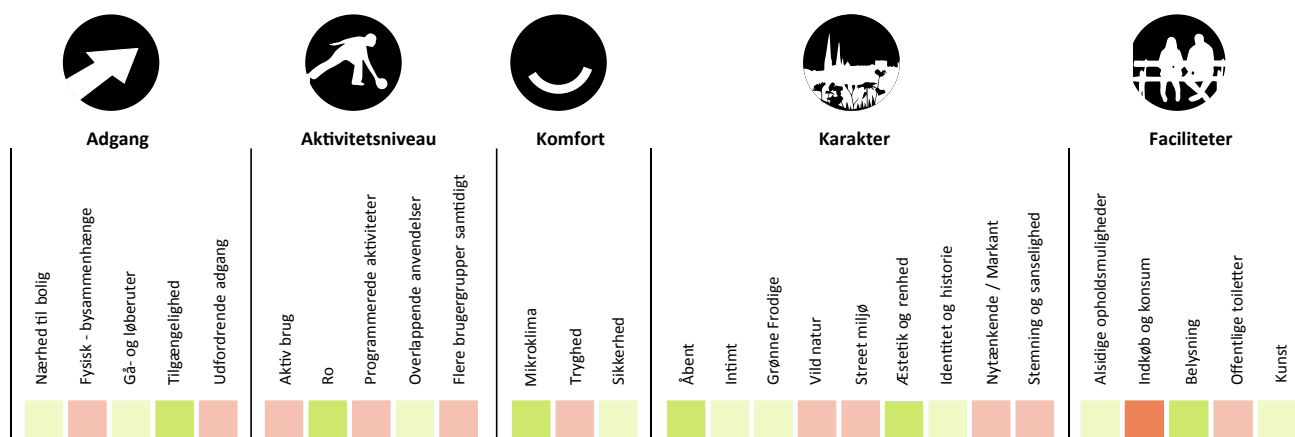 Adgang
Aktivitetsniveau
Komfort
Karakter
Faciliteter
Nærhed til bolig
Fysisk - bysammenhænge
Gå- og løberuter
Tilgængelighed
Udfordrende adgang
Aktiv brug
Ro
Programmerede aktiviteter
Overlappende anvendelser
Flere brugergrupper samtidigt
Mikroklima
Tryghed
Sikkerhed
Åbent
Intimt
Grønne Frodige
Vild natur
Street miljø
Æstetik og renhed
Identitet og historie
Nytænkende / Markant
Stemning og sanselighed
Alsidige opholdsmuligheder
Indkøb og konsum
Belysning
Offentlige toiletter
Kunst